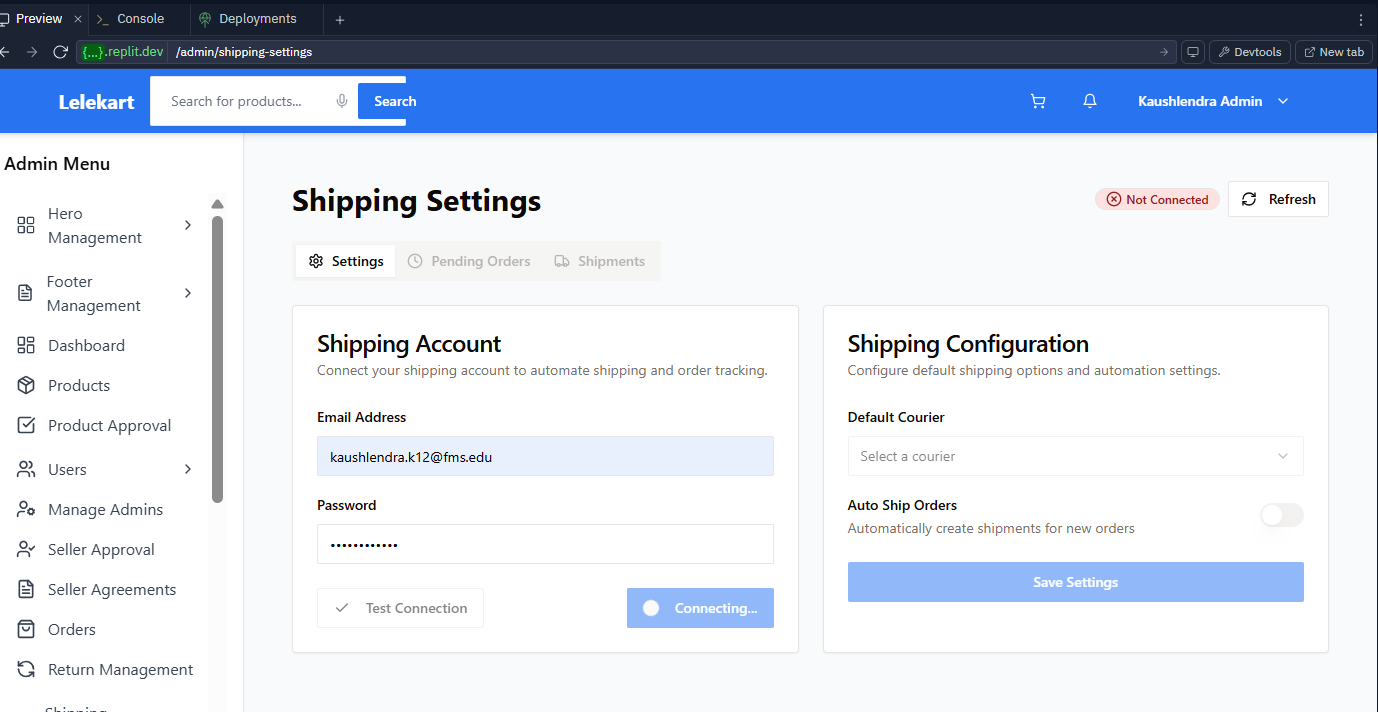 Preview
Console
Deployments
{...}.replit.dev /admin/shipping-settings
Devtools
New tab
Lelekart
Search for products...
Search
Kaushlendra Admin
Admin Menu
Hero
Management
Footer
Management
Dashboard
Products
Product Approval
Users
Manage Admins
Seller Approval
Seller Agreements
Orders
Return Management
Shipping
Shipping Settings
Not Connected
Refresh
Settings
Pending Orders
Shipments
Shipping Account
Connect your shipping account to automate shipping and order tracking.
Email Address
kaushlendra.k12@fms.edu
Password
••••••••••••
Test Connection
Connecting...
Shipping Configuration
Configure default shipping options and automation settings.
Default Courier
Select a courier
Auto Ship Orders
Automatically create shipments for new orders
Save Settings